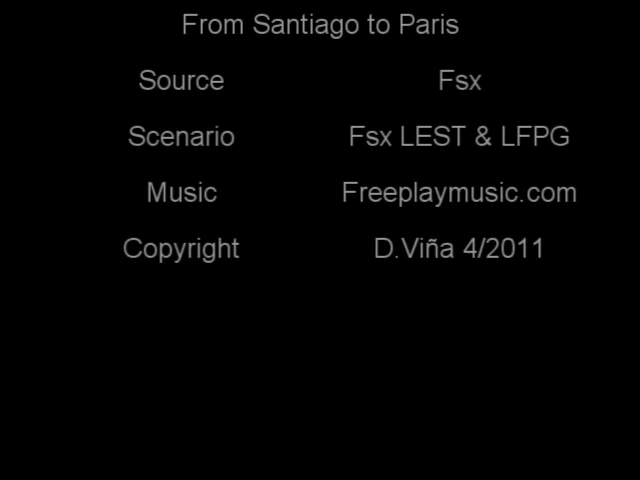 From Santiago to Paris
Source Fsx
Scenario Fsx LEST & LFPG
Music Freeplaymusic.com
Copyright D.Viña 4/2011